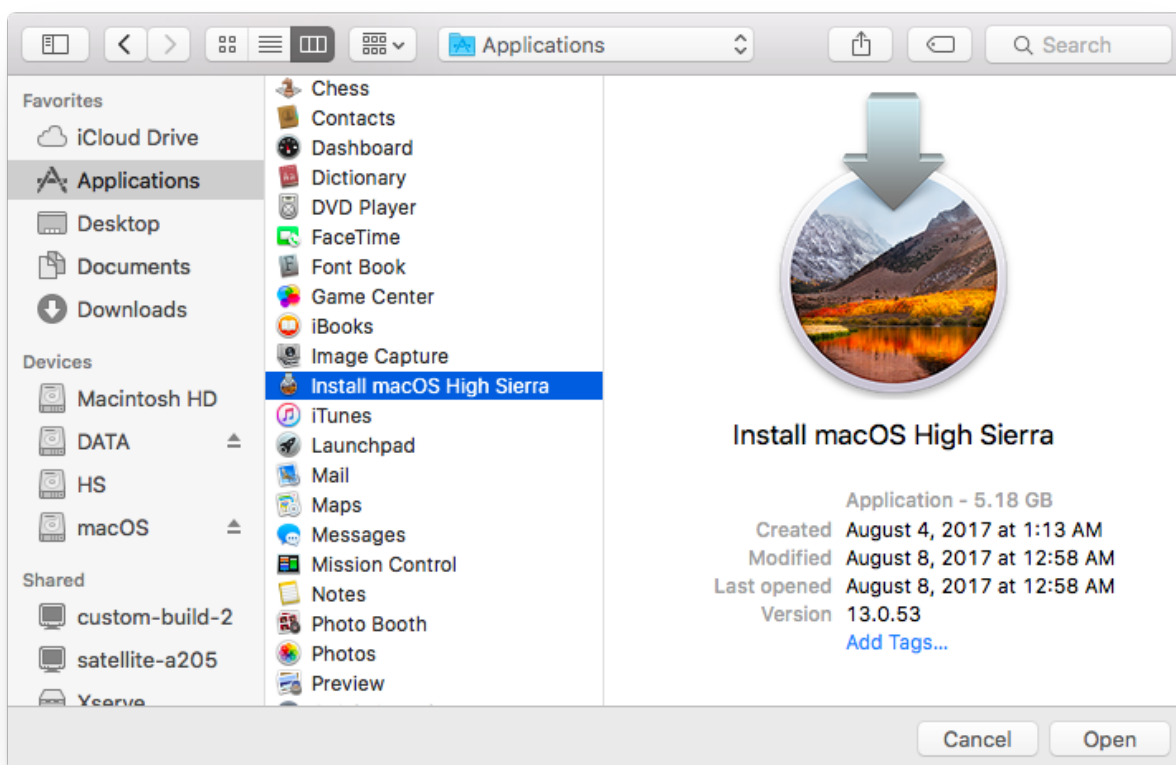 Applications
Search
Favorites
iCloud Drive
Applications
Desktop
Documents
Downloads
Devices
Macintosh HD
DATA
HS
macOS
Shared
custom-build-2
satellite-a205
Xserve
Chess
Contacts
Dashboard
Dictionary
DVD Player
FaceTime
Font Book
Game Center
iBooks
Image Capture
Install macOS High Sierra
iTunes
Launchpad
Mail
Maps
Messages
Mission Control
Notes
Photo Booth
Photos
Preview
Install macOS High Sierra
Application - 5.18 GB
Created August 4, 2017 at 1:13 AM
Modified August 8, 2017 at 12:58 AM
Last opened August 8, 2017 at 12:58 AM
Version 13.0.53
Add Tags...
Cancel
Open